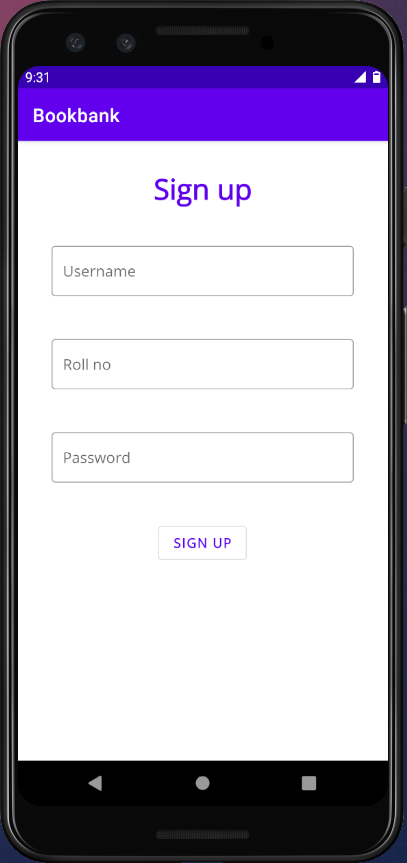 9:31
Bookbank
Sign up
Username
Roll no
Password
SIGN UP